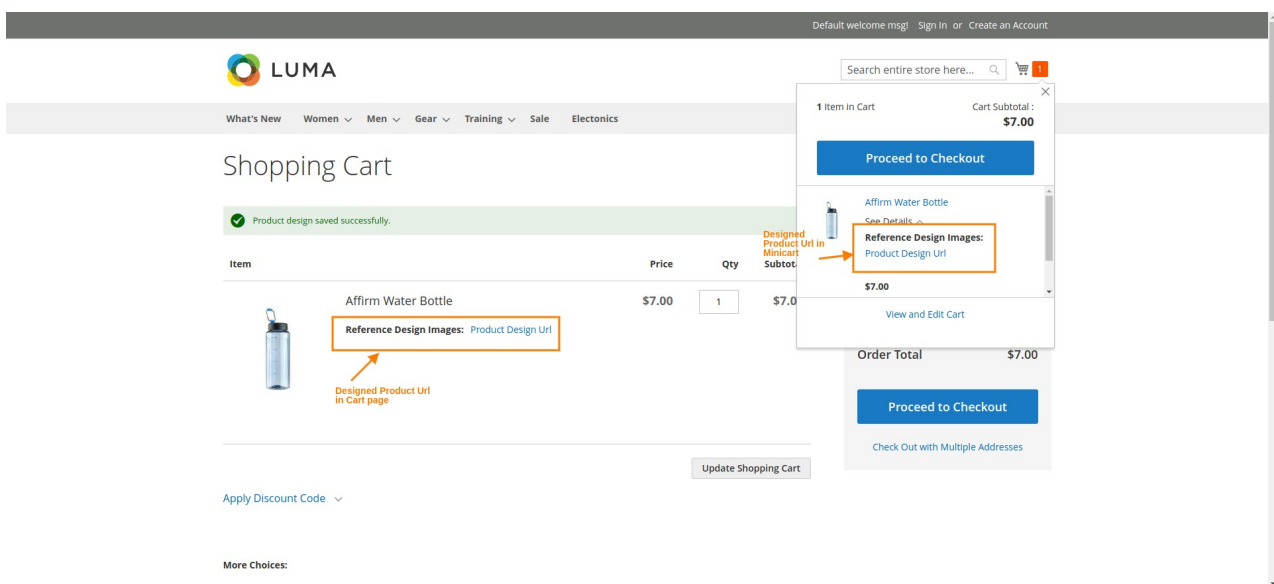 Default welcome msg! Sign In or Create an Account
LUMA
Search entire store here...
1
What's New Women Men Gear Training Sale Electonics
1 Item in Cart
Cart Subtotal :
$7.00
Proceed to Checkout
Affirm Water Bottle
See Details
Reference Design Images:
Product Design Url
$7.00
View and Edit Cart
Shopping Cart
Product design saved successfully.
Designed
Product Url in
Minicart
Item Price Qty Subtota
Affirm Water Bottle $7.00 1 $7.0
Reference Design Images: Product Design Url
Designed Product Url
in Cart page
Order Total $7.00
Proceed to Checkout
Check Out with Multiple Addresses
Update Shopping Cart
Apply Discount Code
More Choices: